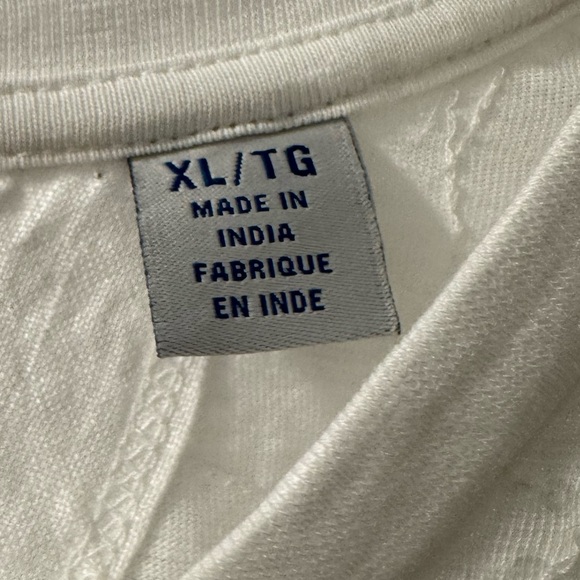 XL/TG
MADE IN
INDIA
FABRIQUE
EN INDE